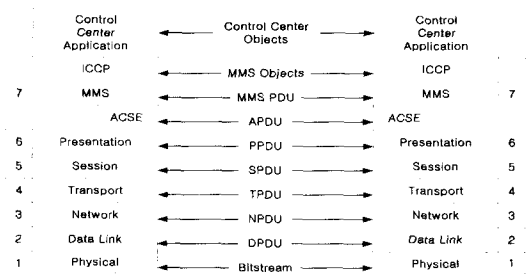 Control Center Application
Control Center Objects
Control Center Application
ICCP MMS Objects ICCP
7 MMS MMS PDU MMS 7
ACSE APDU ACSE
6 Presentation PPDU Presentation 6
5 Session SPDU Session 5
4 Transport TPDU Transport 4
3 Network NPDU Network 3
2 Data Link DPDU Data Link 2
1 Physical Bitstream Physical 1